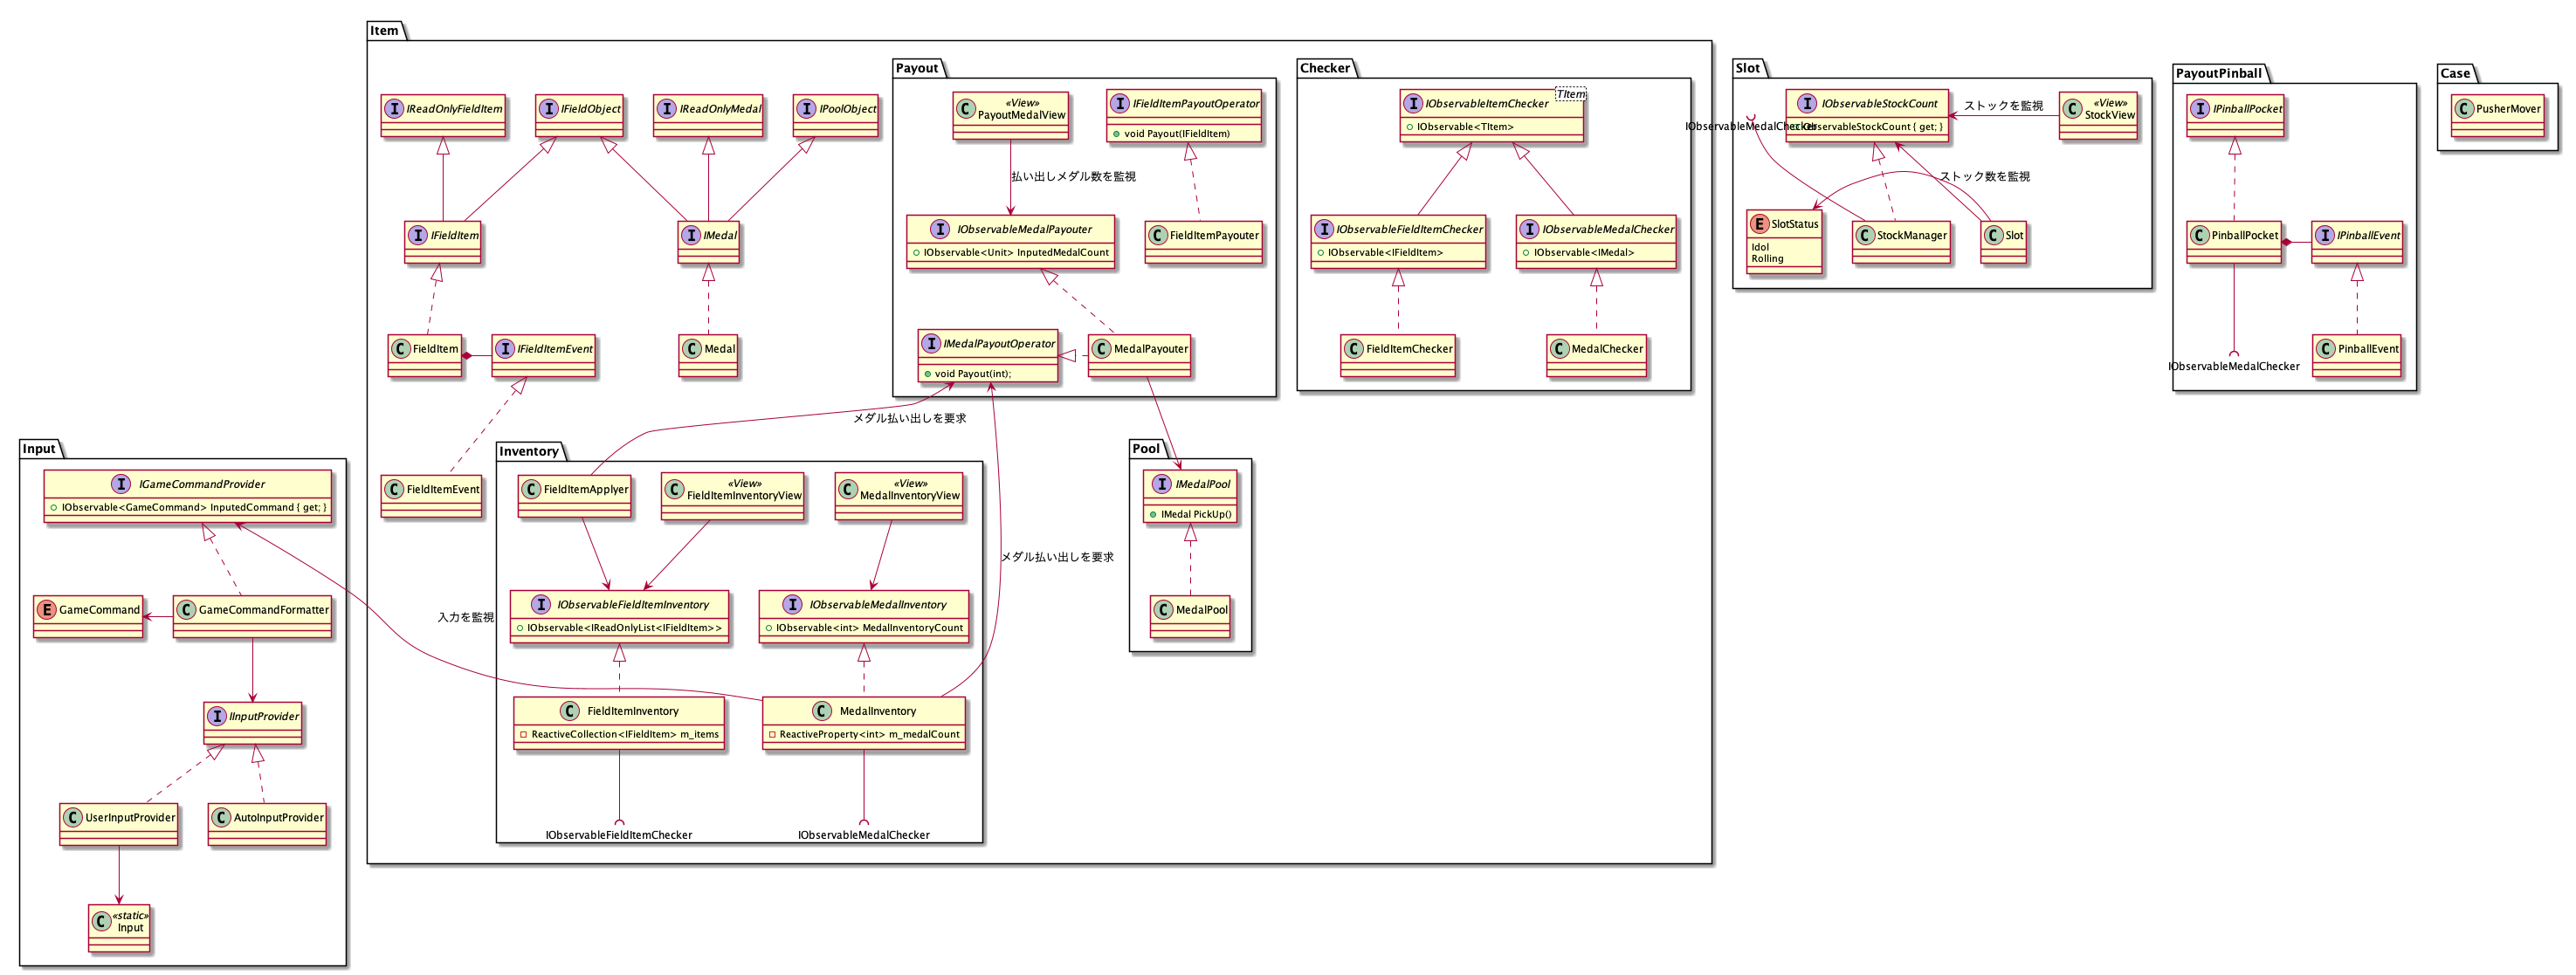 Item
IReadOnlyFieldItem
IFieldObject
IReadOnlyMedal
IPoolObject
IFieldItem
IMedal
FieldItem
IFieldItemEvent
Medal
FieldItemEvent
Payout
«View»
PayoutMedalView
IFieldItemPayoutOperator
void Payout(IFieldItem)
払い出しメダル数を監視
IObservableMedalPayouter
IObservable<Unit> InputedMedalCount
FieldItemPayouter
IMedalPayoutOperator
void Payout(int);
MedalPayouter
メダル払い出しを要求
Checker
IObservableItemChecker
TItem
IObservable<TItem>
IObservableFieldItemChecker
IObservable<IFieldItem>
IObservableMedalChecker
IObservable<IMedal>
FieldItemChecker
MedalChecker
Inventory
FieldItemApplyer
«View»
FieldItemInventoryView
«View»
MedalInventoryView
IObservableFieldItemInventory
IObservable<IReadOnlyList<IFieldItem>>
IObservableMedalInventory
IObservable<int> MedalInventoryCount
FieldItemInventory
ReactiveCollection<IFieldItem> m_items
MedalInventory
ReactiveProperty<int> m_medalCount
IObservableFieldItemChecker
IObservableMedalChecker
メダル払い出しを要求
Pool
IMedalPool
IMedal PickUp()
MedalPool
Input
IGameCommandProvider
IObservable<GameCommand> InputedCommand { get; }
GameCommand
GameCommandFormatter
入力を監視
IInputProvider
UserInputProvider
AutoInputProvider
«static»
Input
Slot
IObservableStockCount
ObservableStockCount { get; }
IObservableMedalChecker
ストックを監視
«View»
StockView
ストック数を監視
SlotStatus
Idol
Rolling
StockManager
Slot
PayoutPinball
IPinballPocket
PinballPocket
IPinballEvent
IObservableMedalChecker
PinballEvent
Case
PusherMover